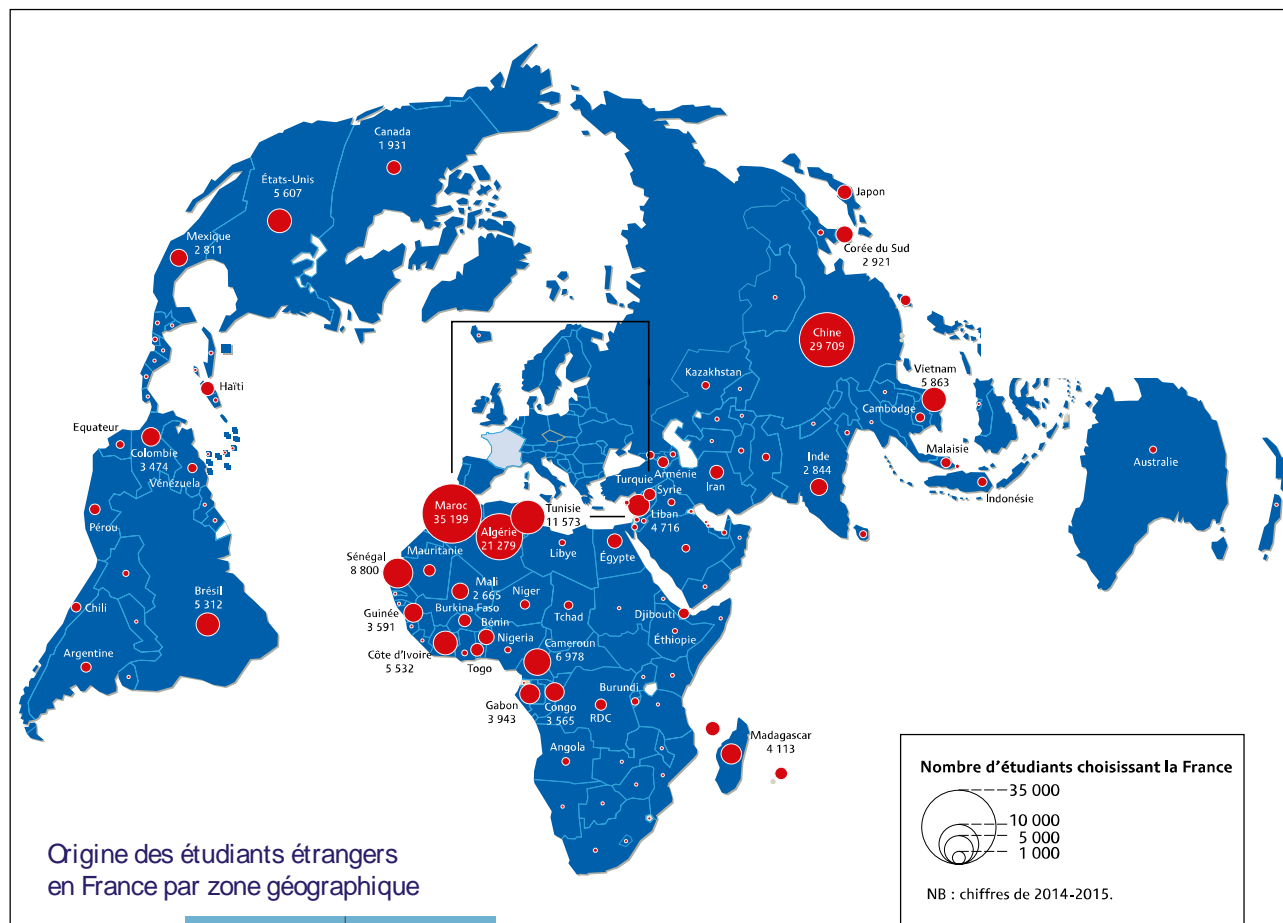 Canada
1 931
États-Unis
5 607
Mexique
2 811
Haïti
Equateur
Colombie
3 474
Vénézuela
Pérou
Brésil
5 312
Chili
Argentine
Japon
Corée du Sud
2 921
Chine
29 709
Kazakhstan
Vietnam
5 863
Cambodge
Malaisie
Indonésie
Australie
Inde
2 844
Iran
Arménie
Turquie
Syrie
Liban
4 716
Maroc
35 199
Algérie
21 279
Tunisie
11 573
Libye
Égypte
Mauritanie
Sénégal
8 800
Mali
2 665
Niger
Tchad
Djibouti
Éthiopie
Guinée
3 591
Burkina Faso
Bénin
Nigeria
Côte d'Ivoire
5 532
Togo
Cameroun
6 978
Gabon
3 943
Congo
3 565
RDC
Burundi
Angola
Madagascar
4 113
Nombre d'étudiants choisissant la France
35 000
10 000
5 000
1 000
NB : chiffres de 2014-2015.
Origine des étudiants étrangers
en France par zone géographique